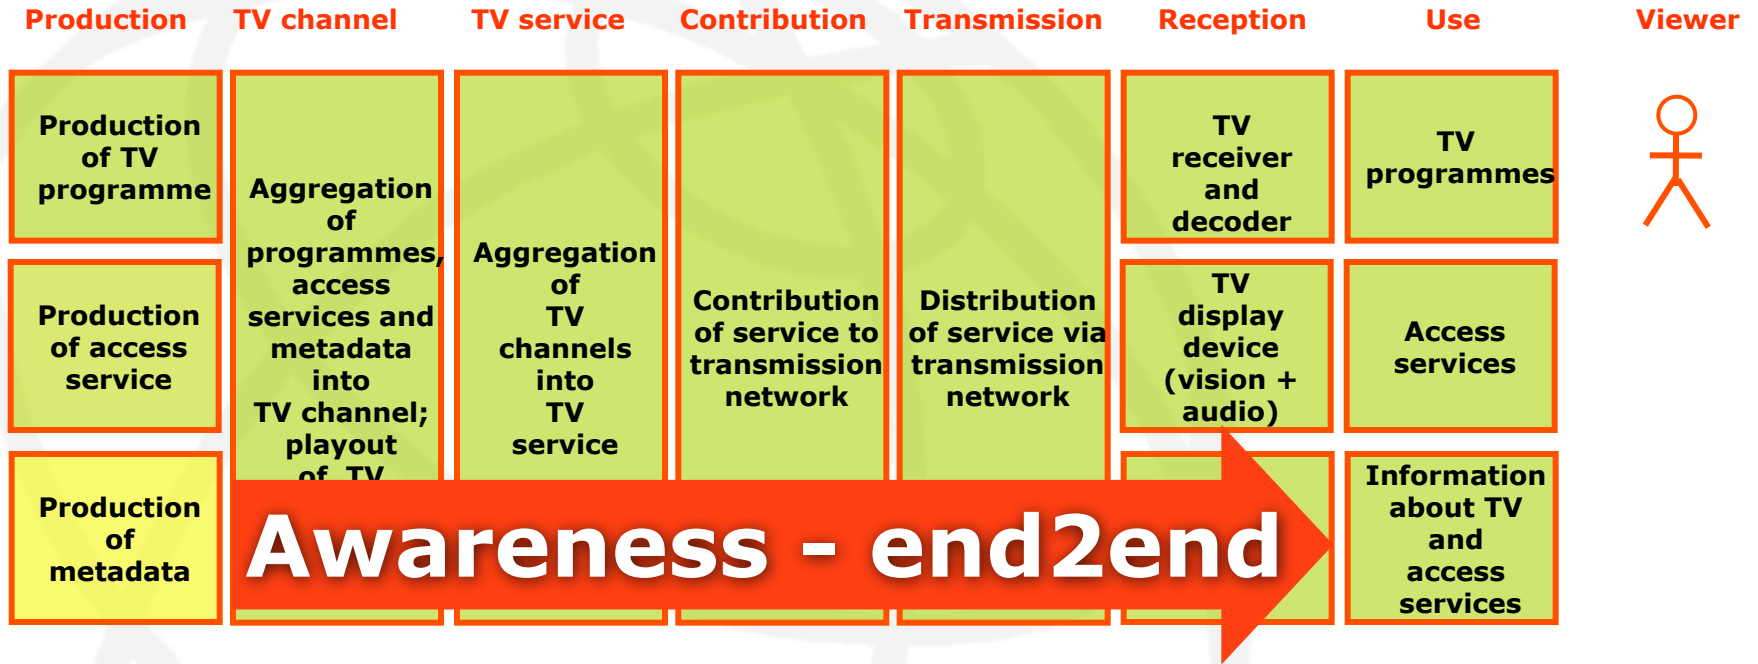 Production TV channel TV service Contribution Transmission Reception Use Viewer
Production
of TV
programme
Production
of access
service
Production
of
metadata
Aggregation
of
programmes,
access
services and
metadata
into
TV channel;
playout
of TV
Aggregation
of
TV
channels
into
TV
service
Contribution
of service to
transmission
network
Distribution
of service via
transmission
network
TV
receiver
and
decoder
TV
display
device
(vision +
audio)
TV
programmes
Access
services
Information
about TV
and
access
services
Awareness - end2end